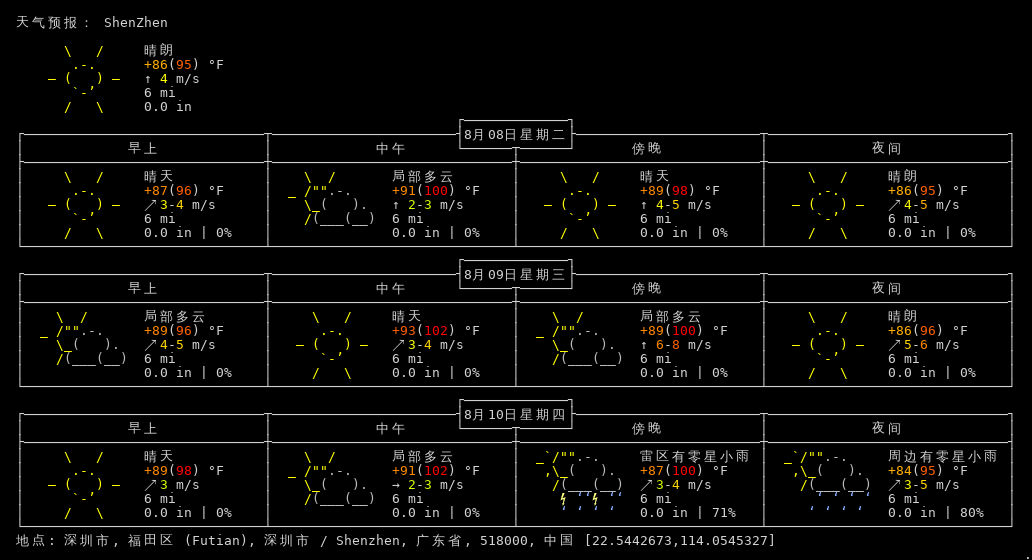 天气预报： ShenZhen
晴朗
+86(95) °F
↑ 4 m/s
6 mi
0.0 in
8月08日星期二
早上 中午 傍晚 夜间
晴天 局部多云 晴天 晴朗
+87(96) °F +91(100) °F +89(98) °F +86(95) °F
↗ 3-4 m/s ↑ 2-3 m/s ↑ 4-5 m/s ↗ 4-5 m/s
6 mi 6 mi 6 mi 6 mi
0.0 in | 0% 0.0 in | 0% 0.0 in | 0% 0.0 in | 0%
8月09日星期三
早上 中午 傍晚 夜间
局部多云 晴天 局部多云 晴朗
+89(96) °F +93(102) °F +89(100) °F +86(96) °F
↗ 4-5 m/s ↗ 3-4 m/s ↑ 6-8 m/s ↗ 5-6 m/s
6 mi 6 mi 6 mi 6 mi
0.0 in | 0% 0.0 in | 0% 0.0 in | 0% 0.0 in | 0%
8月10日星期四
早上 中午 傍晚 夜间
晴天 局部多云 雷区有零星小雨 周边有零星小雨
+89(98) °F +91(102) °F +87(100) °F +84(95) °F
↗ 3 m/s → 2-3 m/s ↗ 3-4 m/s ↗ 3-5 m/s
6 mi 6 mi 6 mi 6 mi
0.0 in | 0% 0.0 in | 0% 0.0 in | 71% 0.0 in | 80%
地点: 深圳市, 福田区 (Futian), 深圳市 / Shenzhen, 广东省, 518000, 中国 [22.5442673,114.0545327]